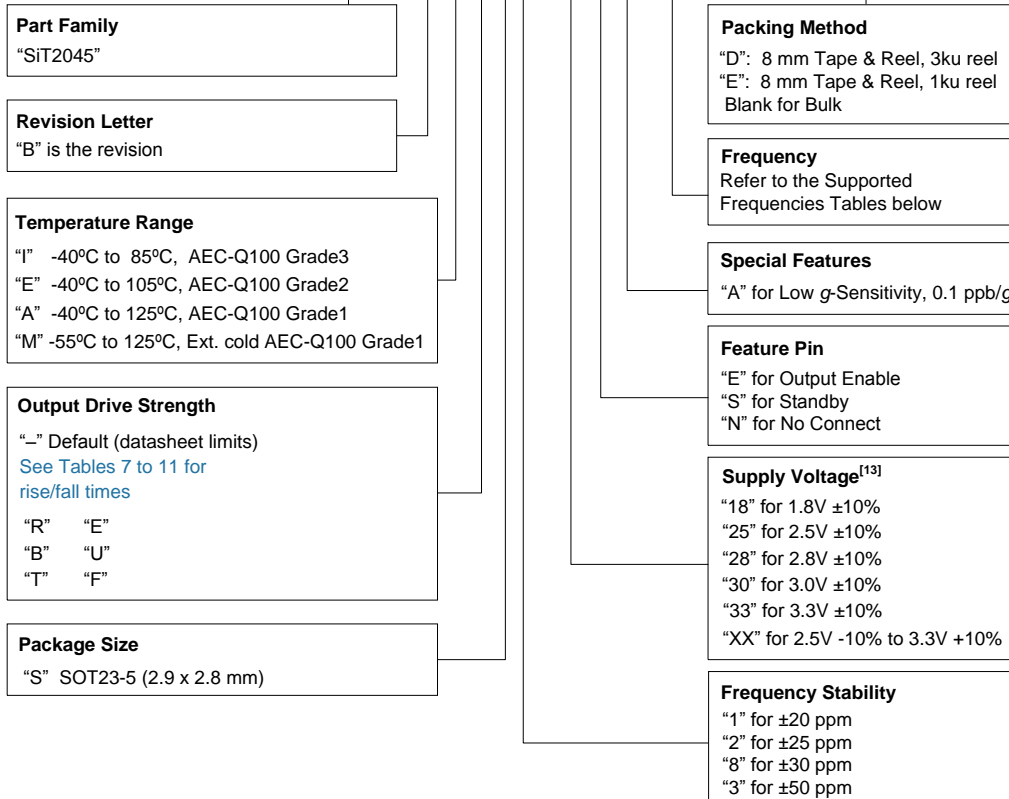 Part Family
“SiT2045”
Revision Letter
“B” is the revision
Temperature Range
“I” -40ºC to 85ºC, AEC-Q100 Grade3
“E” -40ºC to 105ºC, AEC-Q100 Grade2
“A” -40ºC to 125ºC, AEC-Q100 Grade1
“M” -55ºC to 125ºC, Ext. cold AEC-Q100 Grade1
Output Drive Strength
“–” Default (datasheet limits)
See Tables 7 to 11 for
rise/fall times
“R” “E”
“B” “U”
“T” “F”
Package Size
“S” SOT23-5 (2.9 x 2.8 mm)
Packing Method
“D”: 8 mm Tape & Reel, 3ku reel
“E”: 8 mm Tape & Reel, 1ku reel
Blank for Bulk
Frequency
Refer to the Supported
Frequencies Tables below
Special Features
“A” for Low g-Sensitivity, 0.1 ppb/g
Feature Pin
“E” for Output Enable
“S” for Standby
“N” for No Connect
Supply Voltage[13]
“18” for 1.8V ±10%
“25” for 2.5V ±10%
“28” for 2.8V ±10%
“30” for 3.0V ±10%
“33” for 3.3V ±10%
“XX” for 2.5V -10% to 3.3V +10%
Frequency Stability
“1” for ±20 ppm
“2” for ±25 ppm
“8” for ±30 ppm
“3” for ±50 ppm